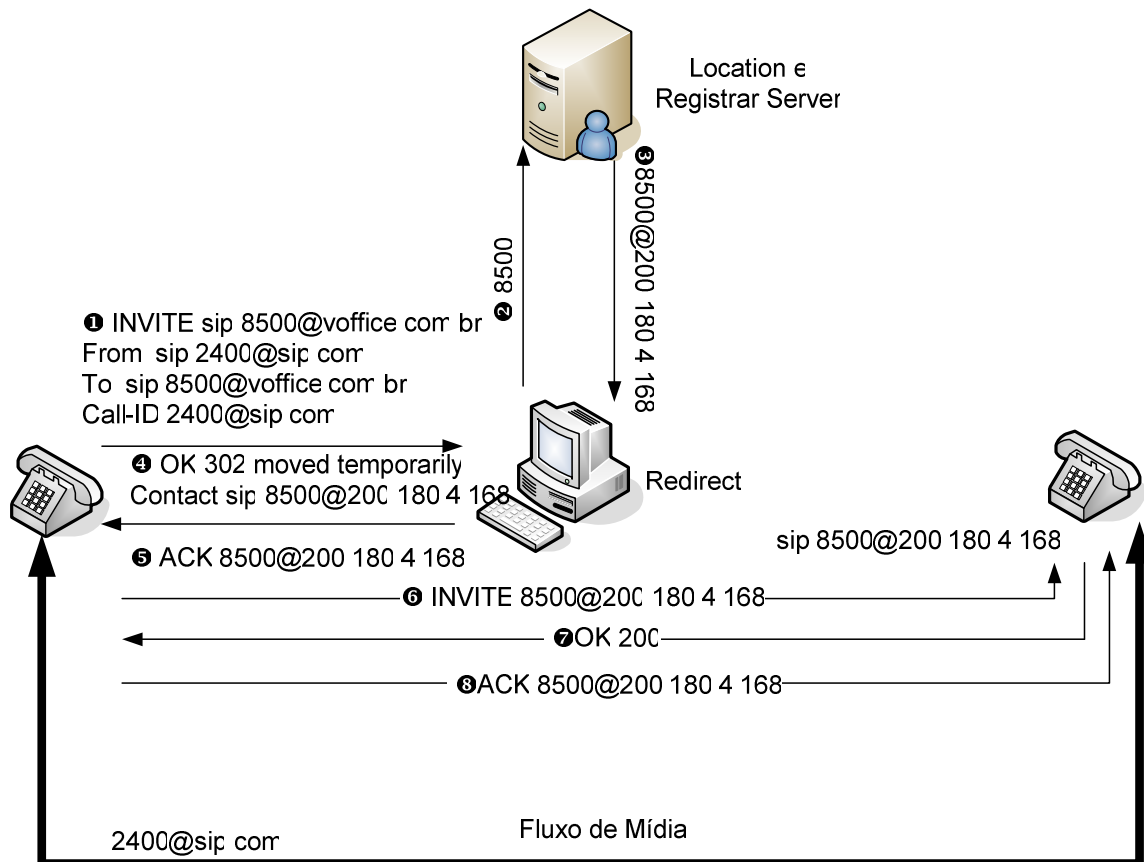 Location e
Registrar Server
❸8500@200 180 4 168
❷ 8500
❶ INVITE sip 8500@voffice com br
From sip 2400@sip com
To sip 8500@voffice com br
Call-ID 2400@sip com
❹ OK 302 moved temporarily
Contact sip 8500@200 180 4 168
Redirect
❺ ACK 8500@200 180 4 168
sip 8500@200 180 4 168
❻ INVITE 8500@200 180 4 168
❼OK 200
❽ACK 8500@200 180 4 168
Fluxo de Mídia
2400@sip com